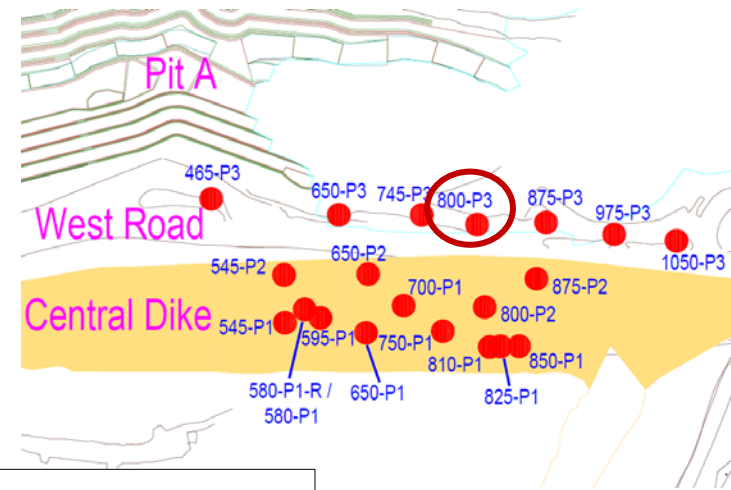 Pit A
465-P3
650-P3
745-P3
800-P3
875-P3
975-P3
1050-P3
West Road
545-P2
650-P2
875-P2
700-P1
800-P2
Central Dike
545-P1
595-P1
750-P1
810-P1
850-P1
580-P1-R /
580-P1
650-P1
825-P1